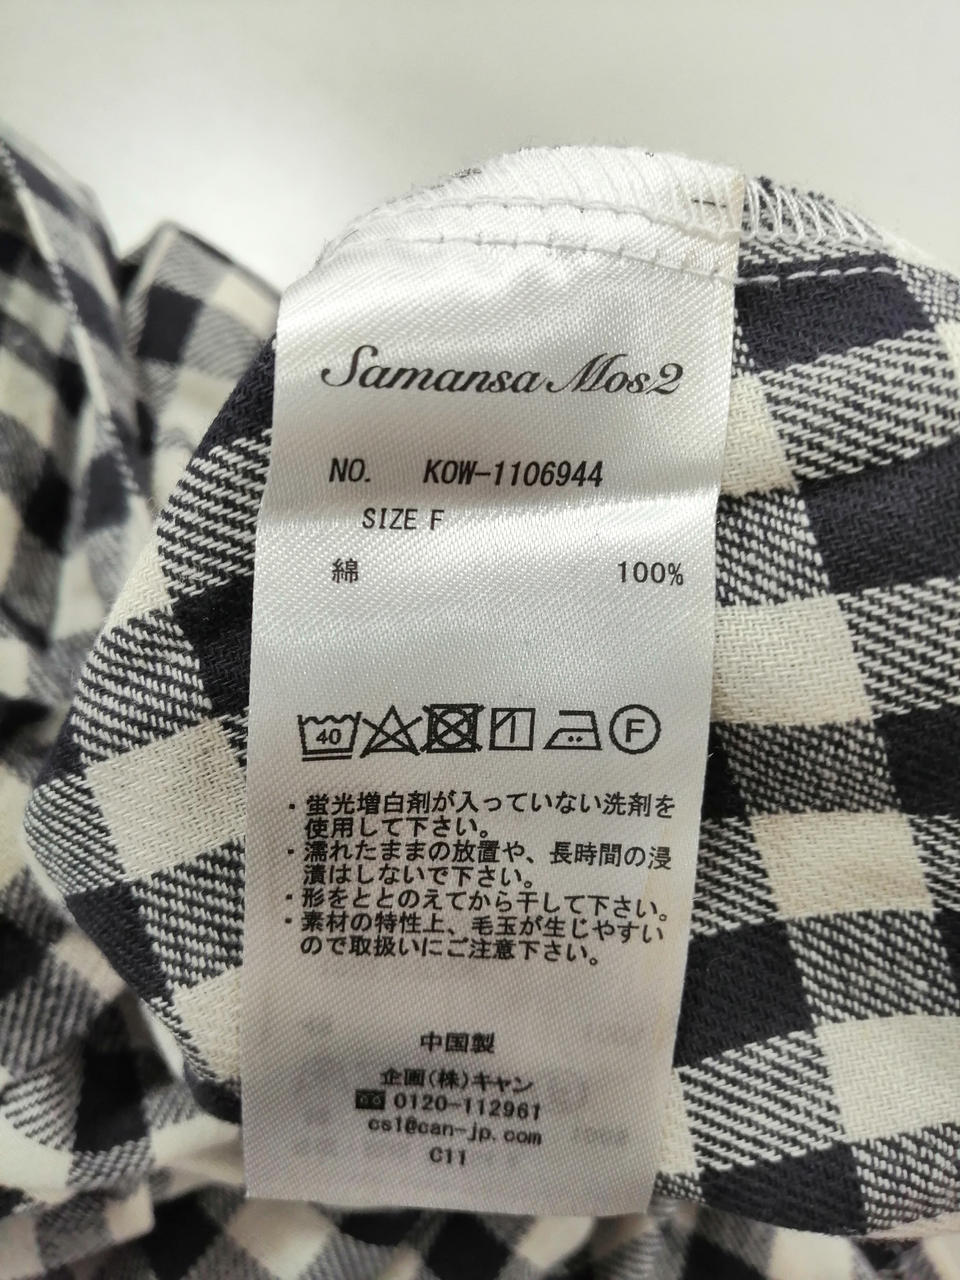 Samansa Mos2
NO. KOW-1106944
SIZE F
綿 100%
40 F
・蛍光増白剤が入っていない洗剤を
使用して下さい。
・濡れたままの放置や、長時間の浸
漬はしないで下さい。
・形をととのえてから干して下さい。
・素材の特性上、毛玉が生じやすい
ので取扱いにご注意下さい。
中国製
企画(株)キャン
0120-112961
cs1@can-jp.com
C11